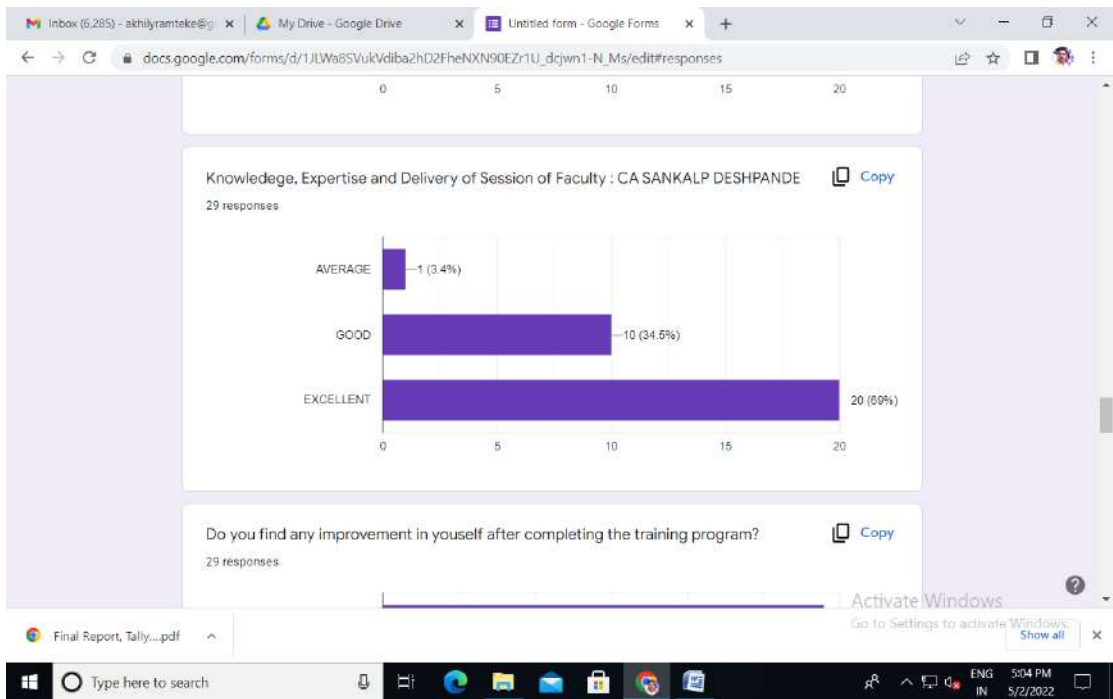 Inbox (6,285) - akhilyramteke@g
My Drive - Google Drive
Untitled form - Google Forms
docs.google.com/forms/d/1JLWa8SVukVdiba2hD2FheNXN90EZr1U_dcjwn1-N_Ms/edit#responses
0 5 10 15 20
Knowledege, Expertise and Delivery of Session of Faculty : CA SANKALP DESHPANDE
Copy
29 responses
AVERAGE 1 (3.4%)
GOOD 10 (34.5%)
EXCELLENT 20 (69%)
0 5 10 15 20
Do you find any improvement in youself after completing the training program?
Copy
29 responses
Activate Windows
Go to Settings to activate Windows.
Final Report, Tally....pdf
Show all
Type here to search
ENG 5:04 PM
IN 5/2/2022